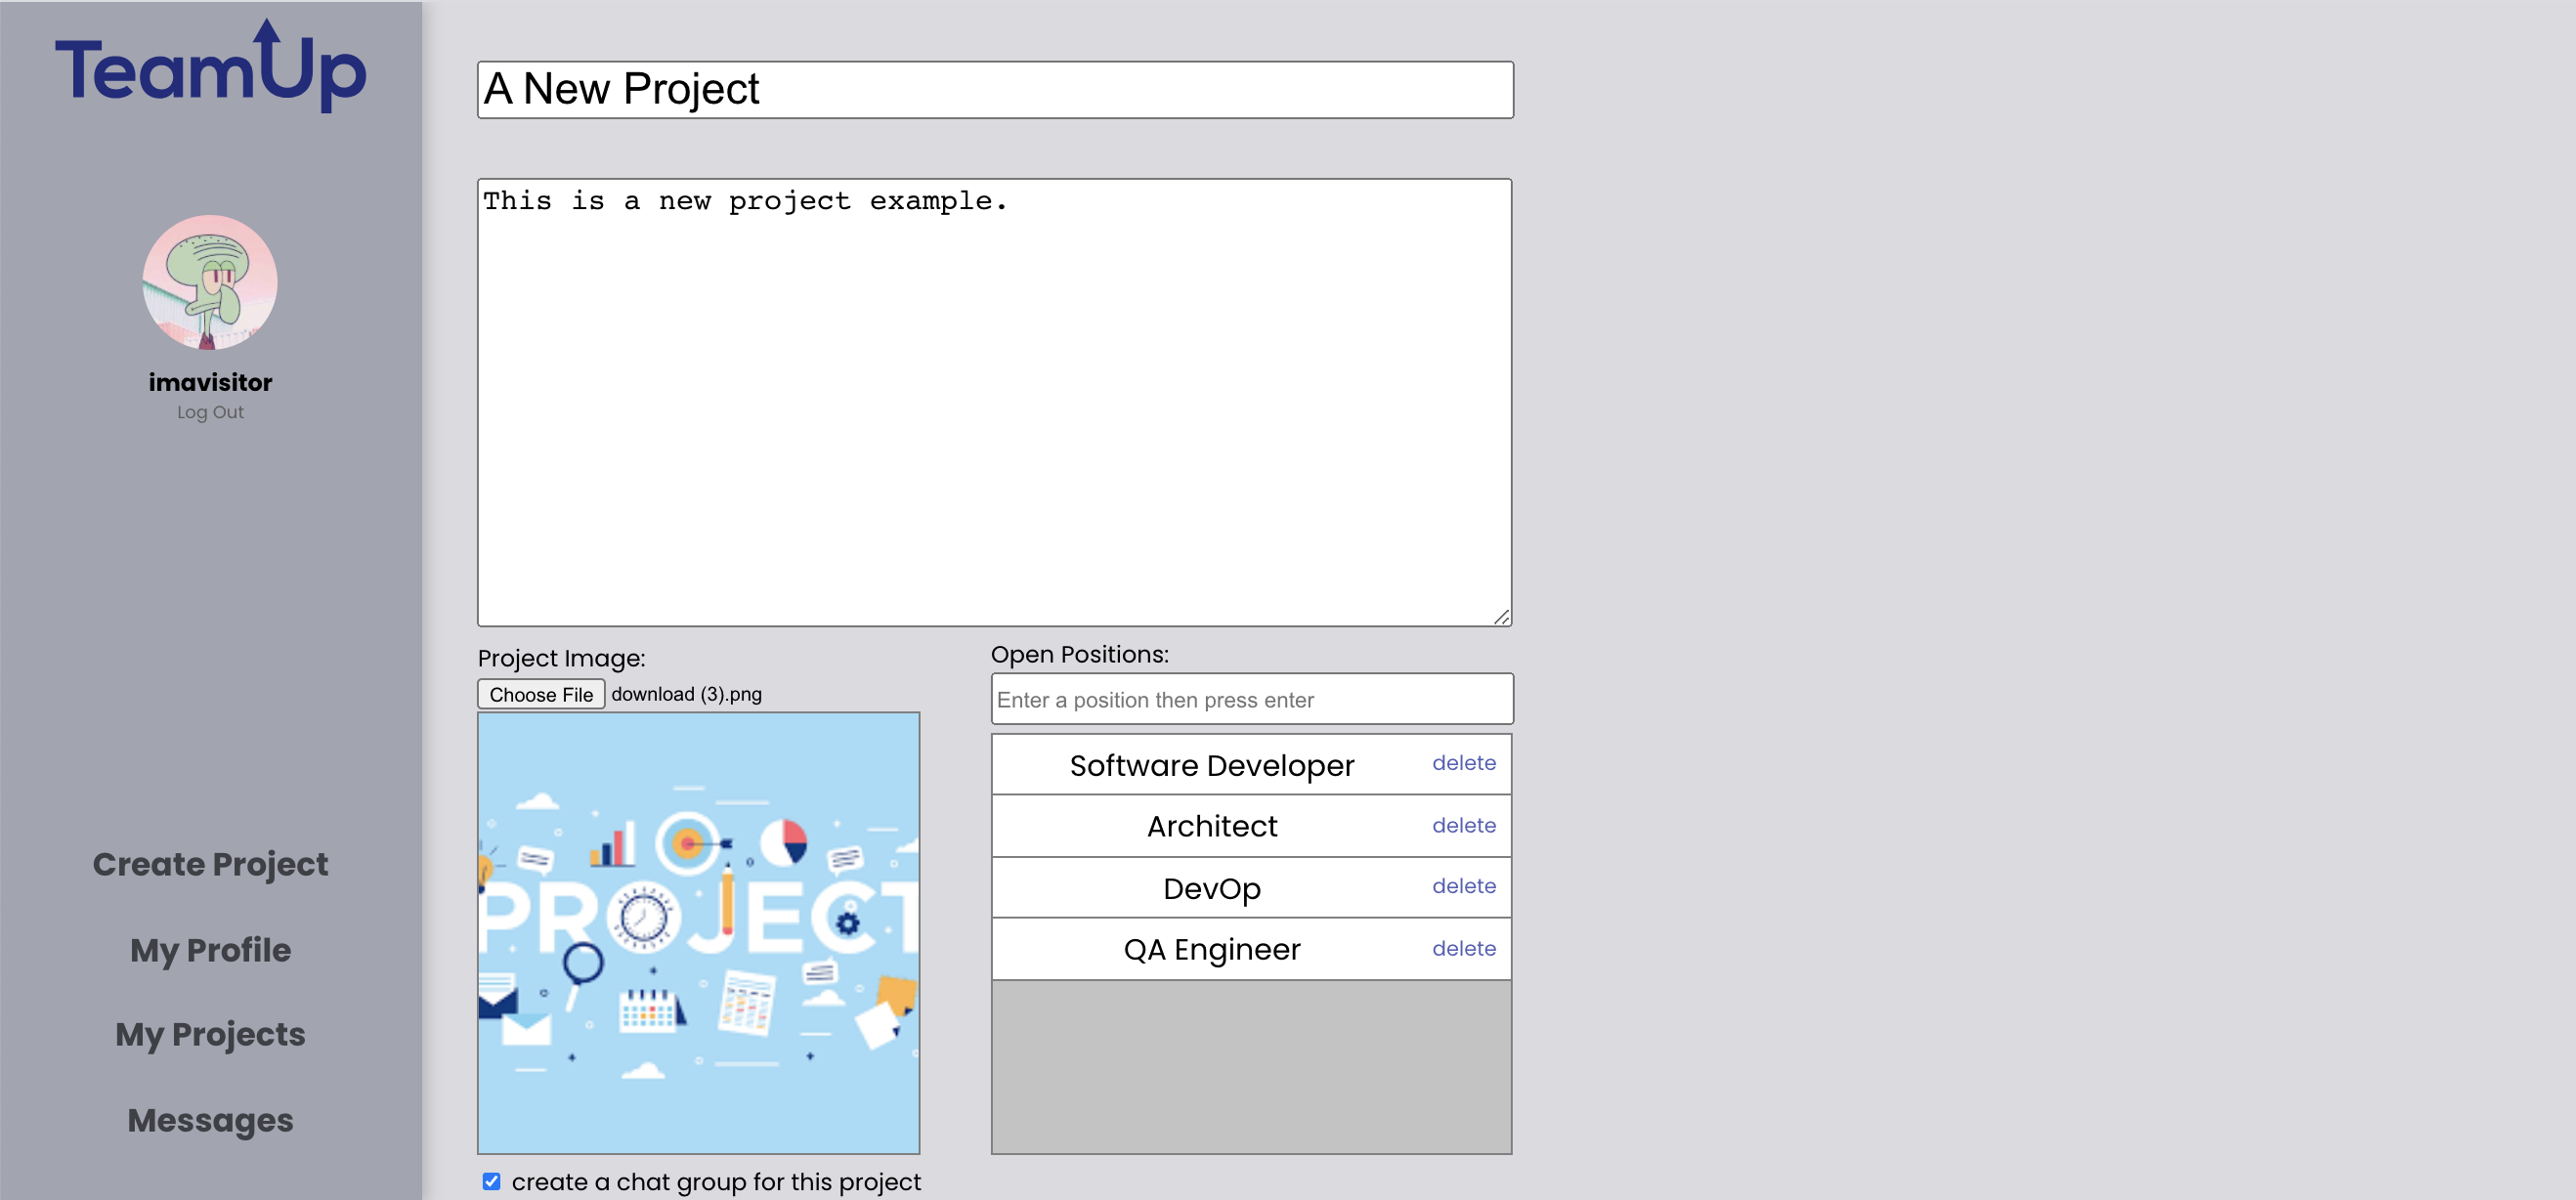 TeamUp
imavisitor
Log Out
Create Project
My Profile
My Projects
Messages
A New Project
This is a new project example.
Project Image:
Choose File download (3).png
PROJECT
create a chat group for this project
Open Positions:
Enter a position then press enter
Software Developer delete
Architect delete
DevOp delete
QA Engineer delete